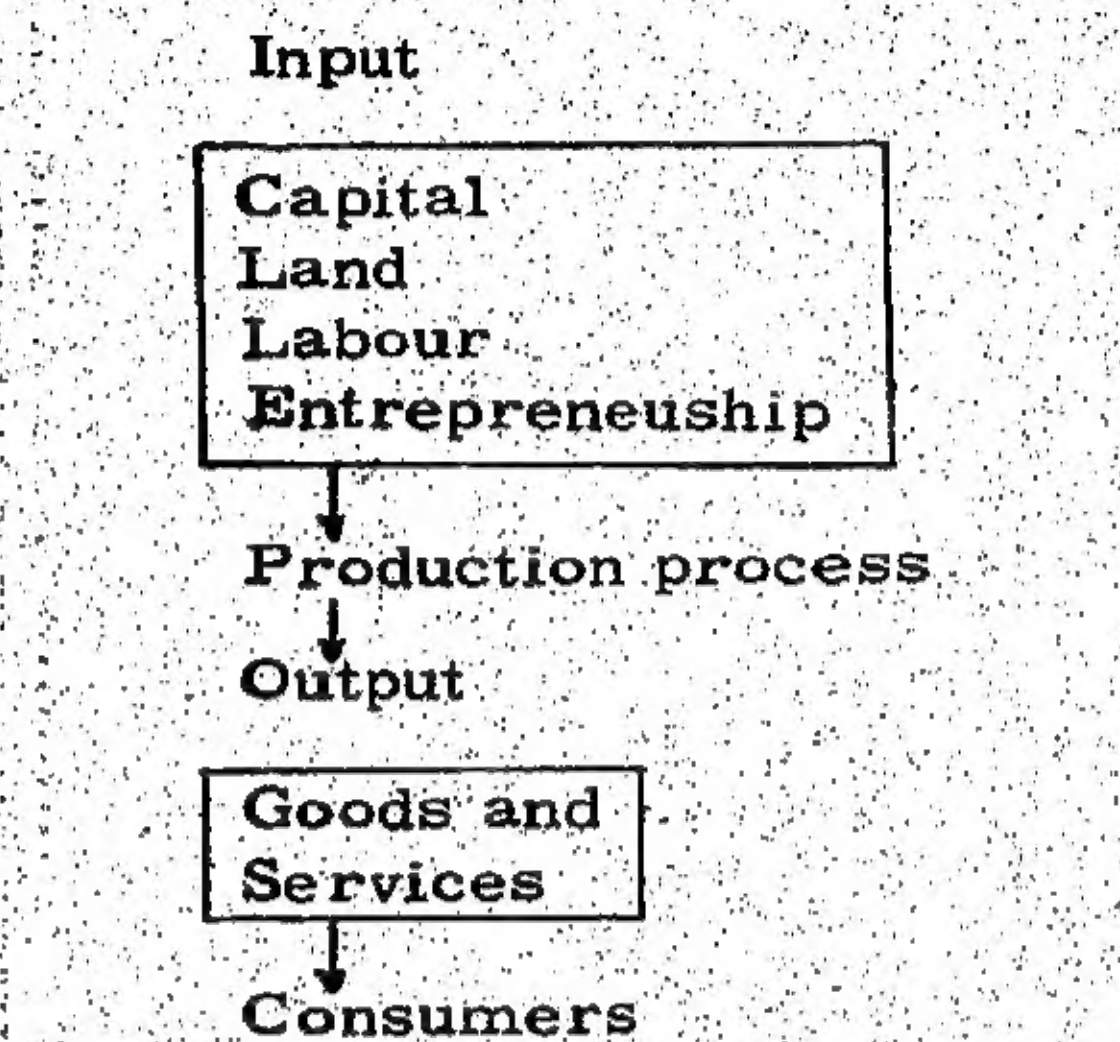 Input
Capital
Land
Labour
Entrepreneuship
Production process
Output
Goods and
Services
Consumers